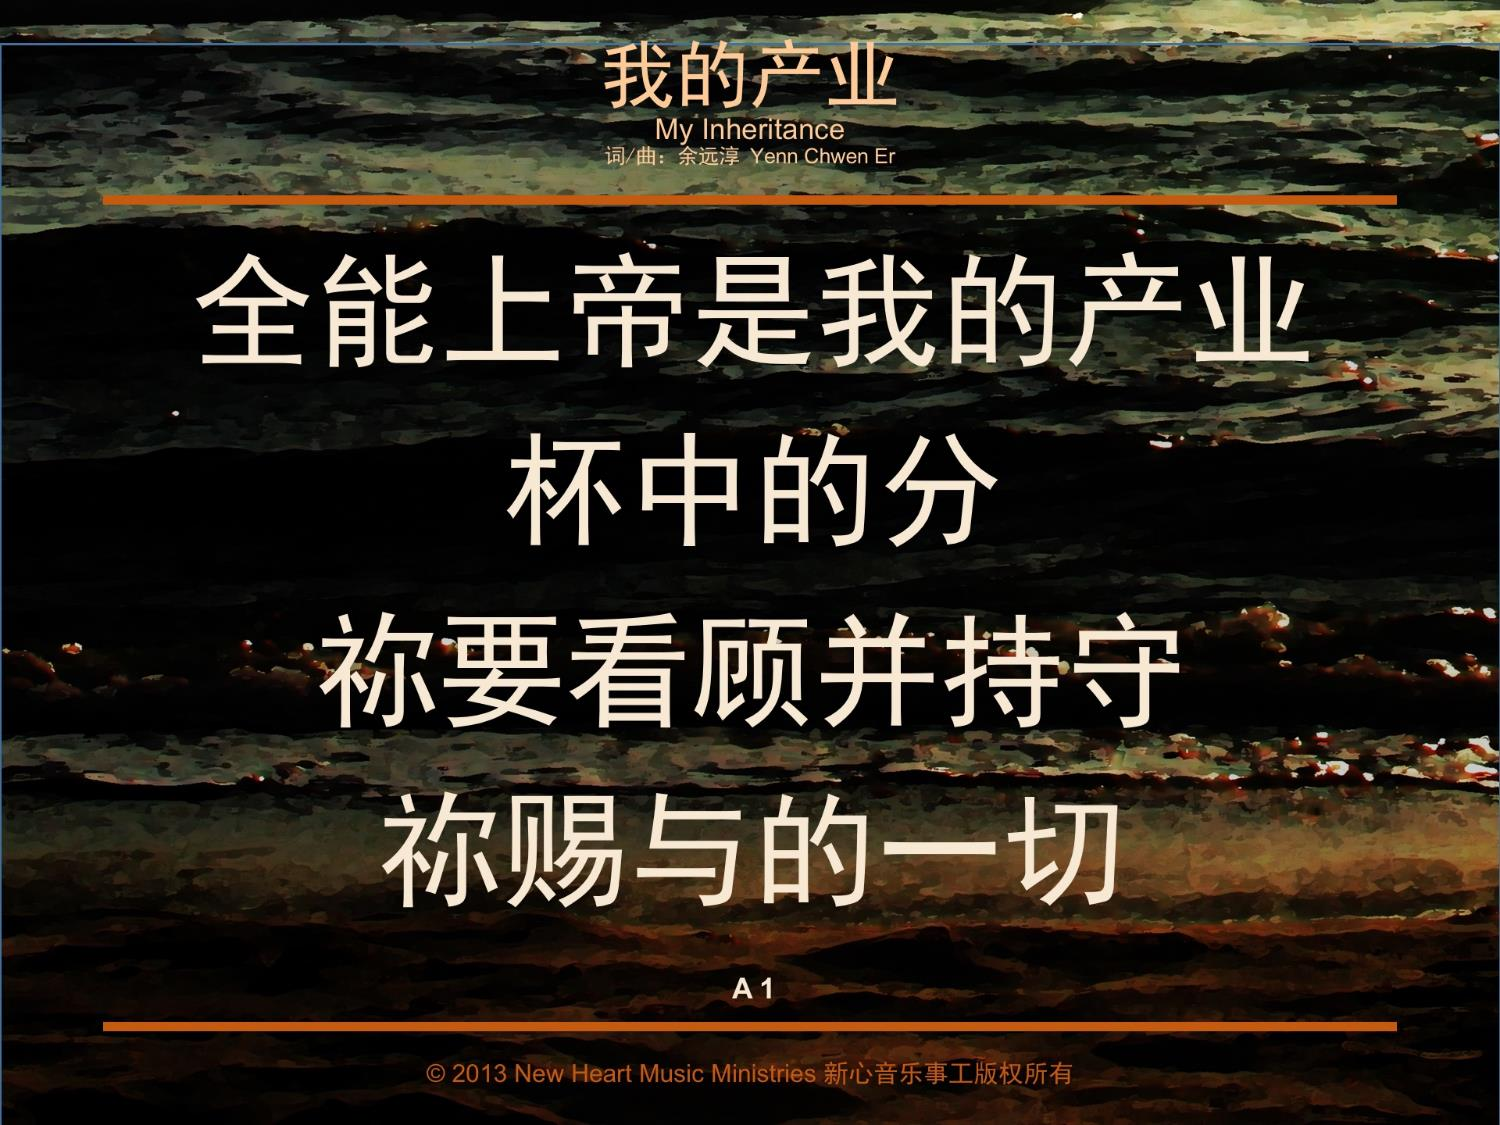 我的产业
My Inheritance
词/曲：余远淳 Yenn Chwen Er
全能上帝是我的产业
杯中的分
祢要看顾并持守
祢赐与的一切
A 1
© 2013 New Heart Music Ministries 新心音乐事工版权所有